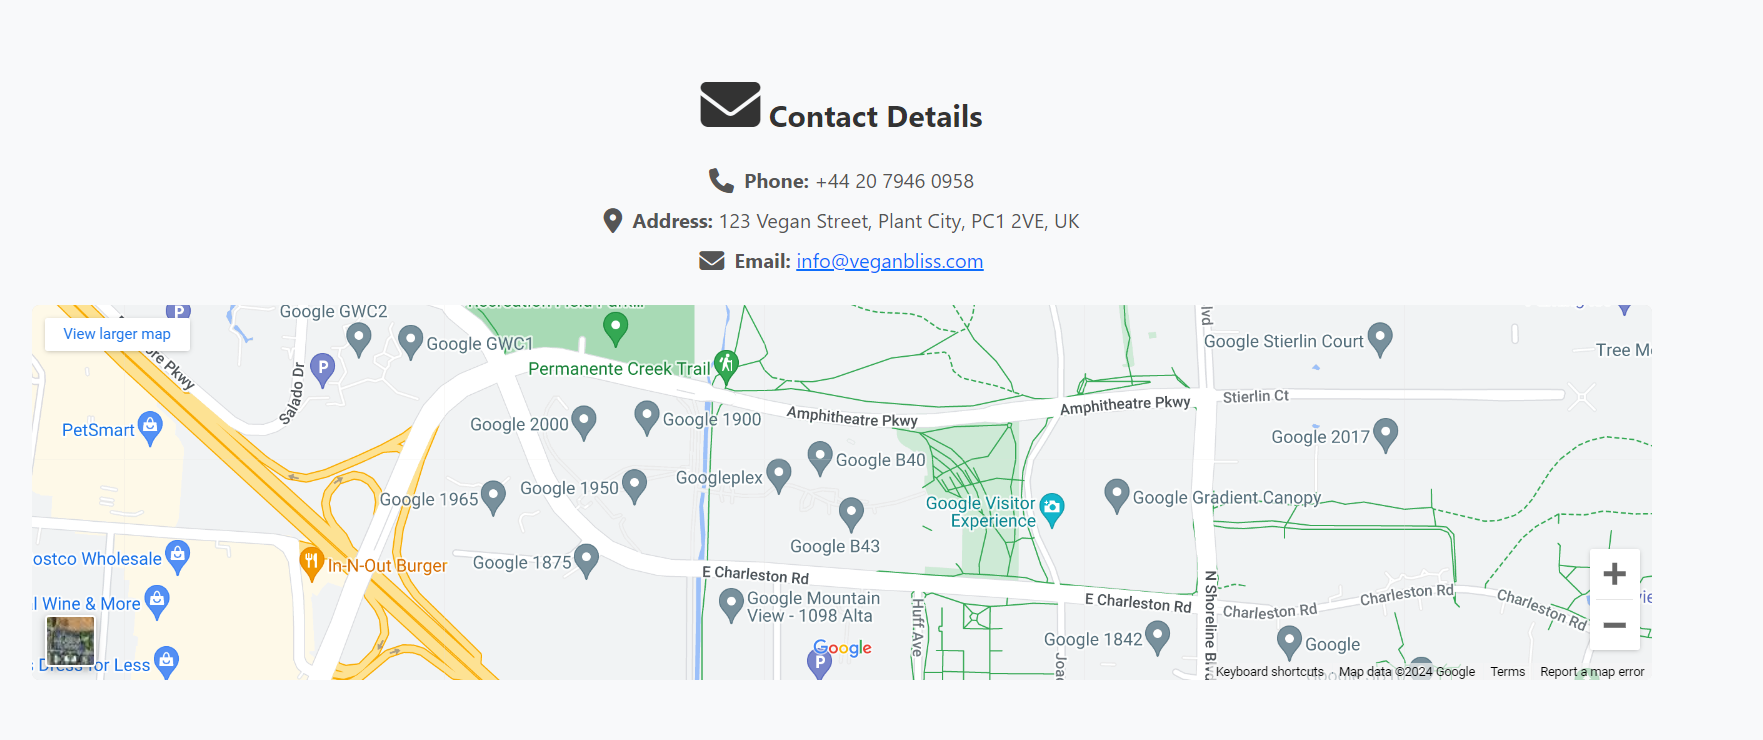 Contact Details
Phone: +44 20 7946 0958
Address: 123 Vegan Street, Plant City, PC1 2VE, UK
Email: info@veganbliss.com
View larger map
Google GWC2
Google GWC1
Permanente Creek Trail
Google Stierlin Court
Tree
Pkwy
Salado Dr
P
P
PetSmart
Google 2000
Google 1900
Amphitheatre Pkwy
Amphitheatre Pkwy
Stierlin Ct
Google 2017
Google B40
Googleplex
Google 1965
Google 1950
Google Visitor
Experience
Google Gradient Canopy
Google B43
ostco Wholesale
In-N-Out Burger
Google 1875
E Charleston Rd
E Charleston Rd
Charleston Rd
Charleston Rd
Charleston Rd
N Shoreline Blvd
l Wine & More
Google Mountain
View - 1098 Alta
Huff Ave
Google 1842
Google
s Dress for Less
Google
P
Keyboard shortcuts
Map data ©2024 Google
Terms
Report a map error